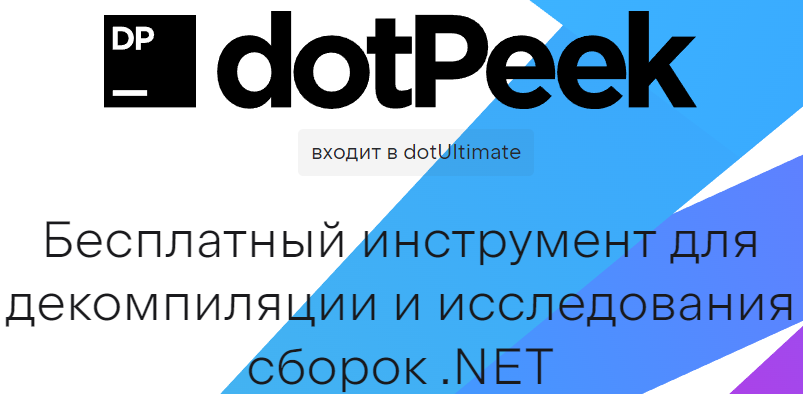 DP
dotPeek
входит в dotUltimate
Бесплатный инструмент для
декомпиляции и исследования
сборок .NET